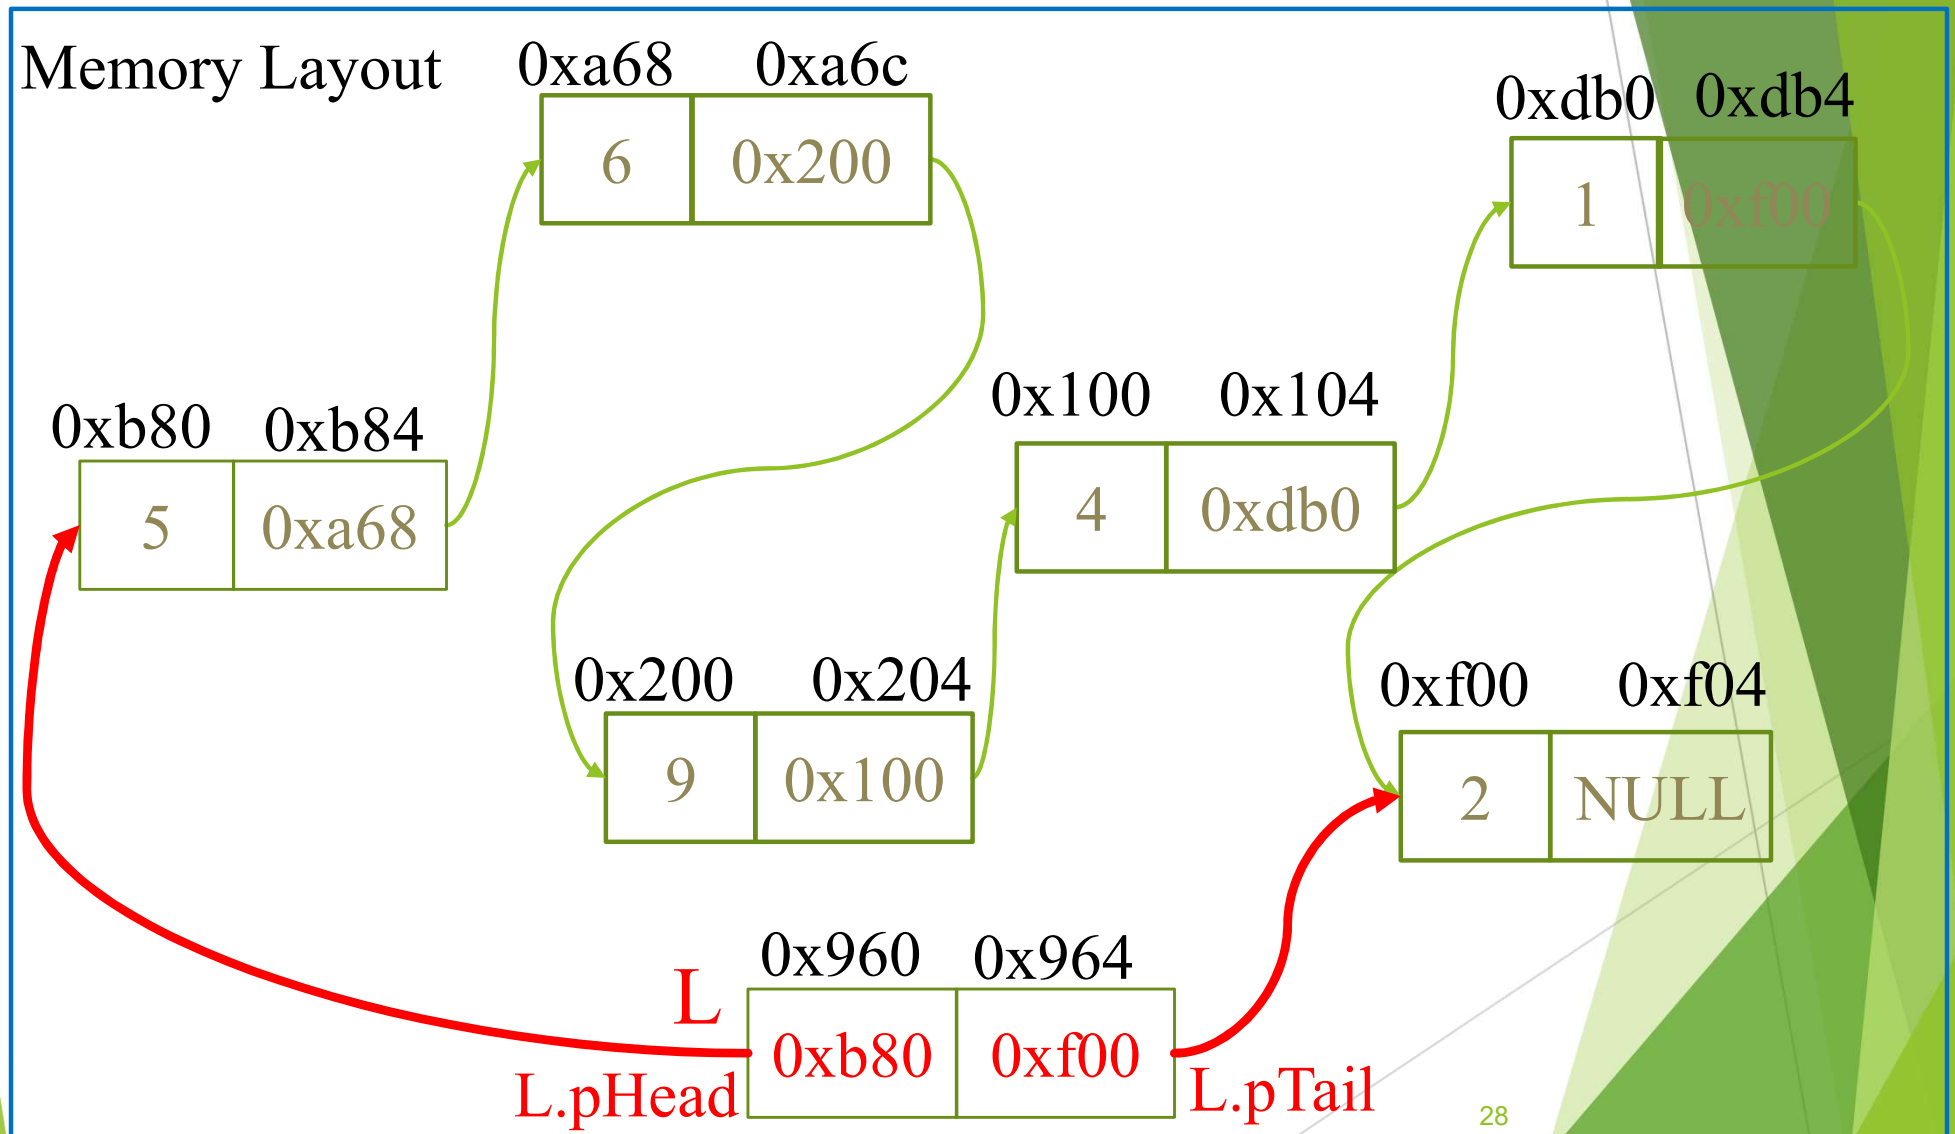 Memory Layout
0xa68 0xa6c
6 0x200
0xdb0 0xdb4
1 0xf00
0xb80 0xb84
5 0xa68
0x100 0x104
4 0xdb0
0x200 0x204
9 0x100
0xf00 0xf04
2 NULL
0x960 0x964
L
0xb80 0xf00
L.pHead
L.pTail
28